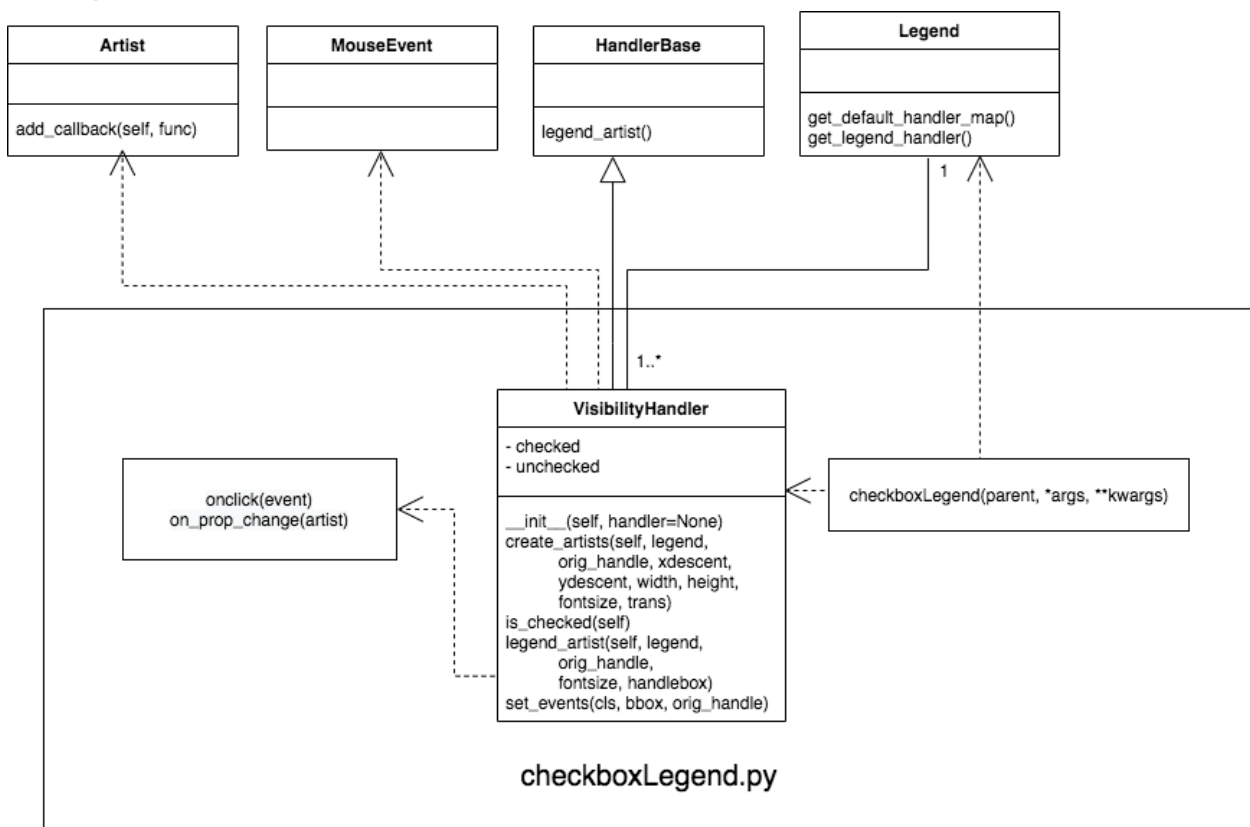 Artist
add_callback(self, func)
MouseEvent
HandlerBase
legend_artist()
Legend
get_default_handler_map()
get_legend_handler()
1
1..*
VisibilityHandler
- checked
- unchecked
__init__(self, handler=None)
create_artists(self, legend,
orig_handle, xdescent,
ydescent, width, height,
fontsize, trans)
is_checked(self)
legend_artist(self, legend,
orig_handle,
fontsize, handlebox)
set_events(cls, bbox, orig_handle)
onclick(event)
on_prop_change(artist)
checkboxLegend(parent, *args, **kwargs)
checkboxLegend.py